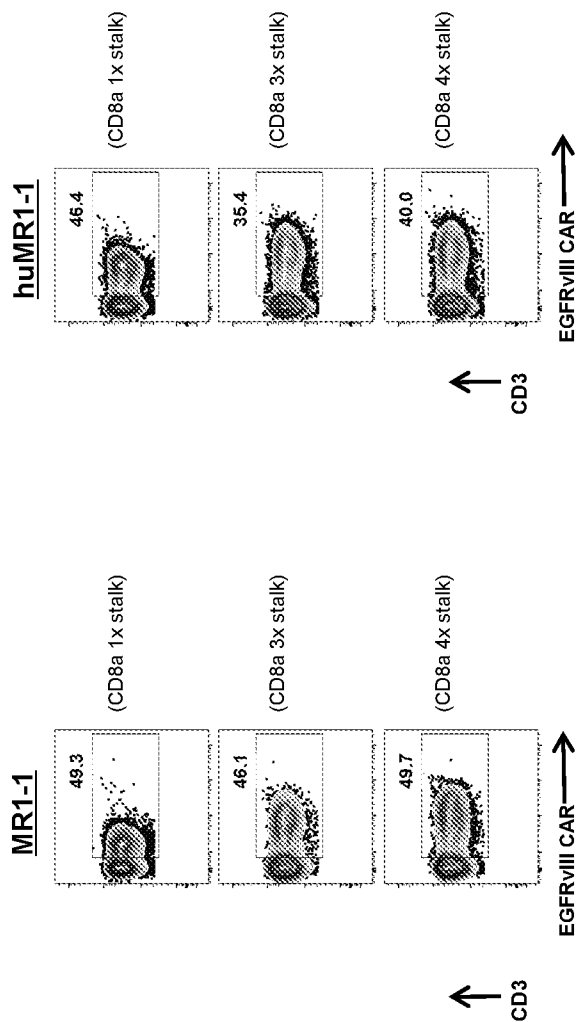 MR1-1
49.3
(CD8a 1x stalk)
46.1
(CD8a 3x stalk)
49.7
(CD8a 4x stalk)
CD3
EGFRvIII CAR
huMR1-1
46.4
(CD8a 1x stalk)
35.4
(CD8a 3x stalk)
40.0
(CD8a 4x stalk)
CD3
EGFRvIII CAR